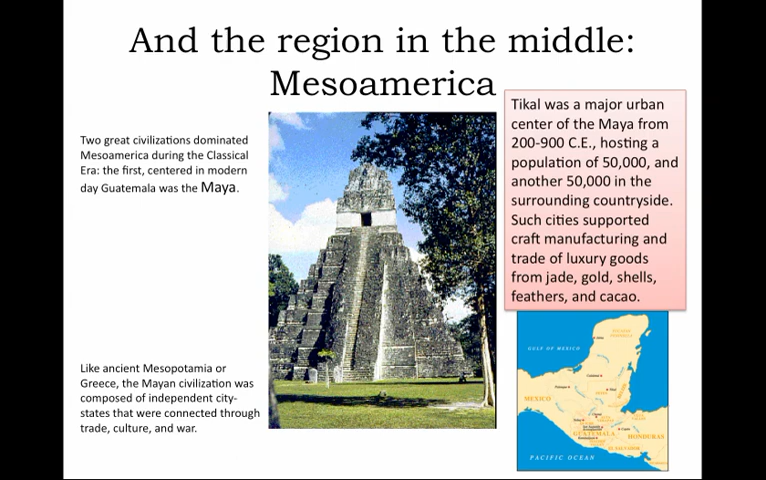 And the region in the middle:
Mesoamerica
Two great civilizations dominated
Mesoamerica during the Classical
Era: the first, centered in modern
day Guatemala was the Maya.
Like ancient Mesopotamia or
Greece, the Mayan civilization was
composed of independent city-
states that were connected through
trade, culture, and war.
Tikal was a major urban
center of the Maya from
200-900 C.E., hosting a
population of 50,000, and
another 50,000 in the
surrounding countryside.
Such cities supported
craft manufacturing and
trade of luxury goods
from jade, gold, shells,
feathers, and cacao.
GULF OF MEXICO
MEXICO
GUATEMALA
HONDURAS
EL SALVADOR
PACIFIC OCEAN